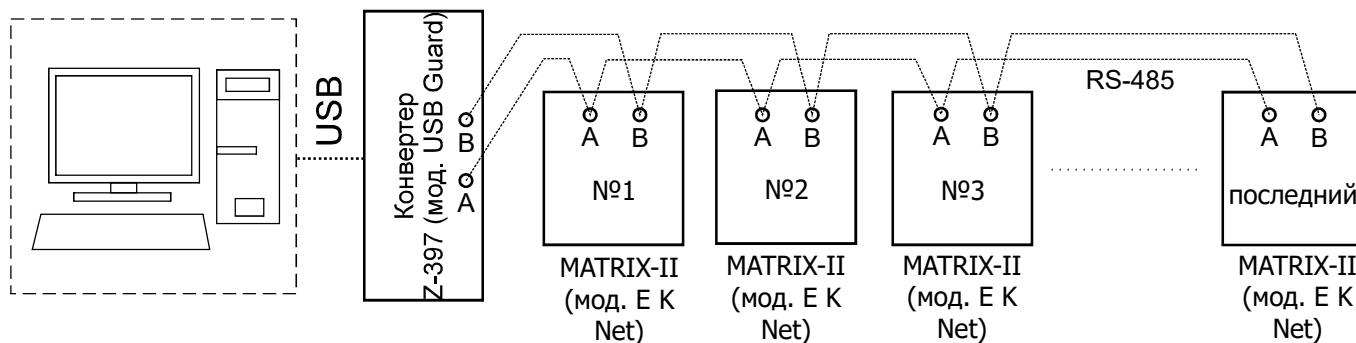 USB
Конвертер
Z-397 (мод. USB Guard)
B
A
RS-485
A B
№1
MATRIX-II
(мод. E K
Net)
A B
№2
MATRIX-II
(мод. E K
Net)
A B
№3
MATRIX-II
(мод. E K
Net)
A B
последний
MATRIX-II
(мод. E K
Net)